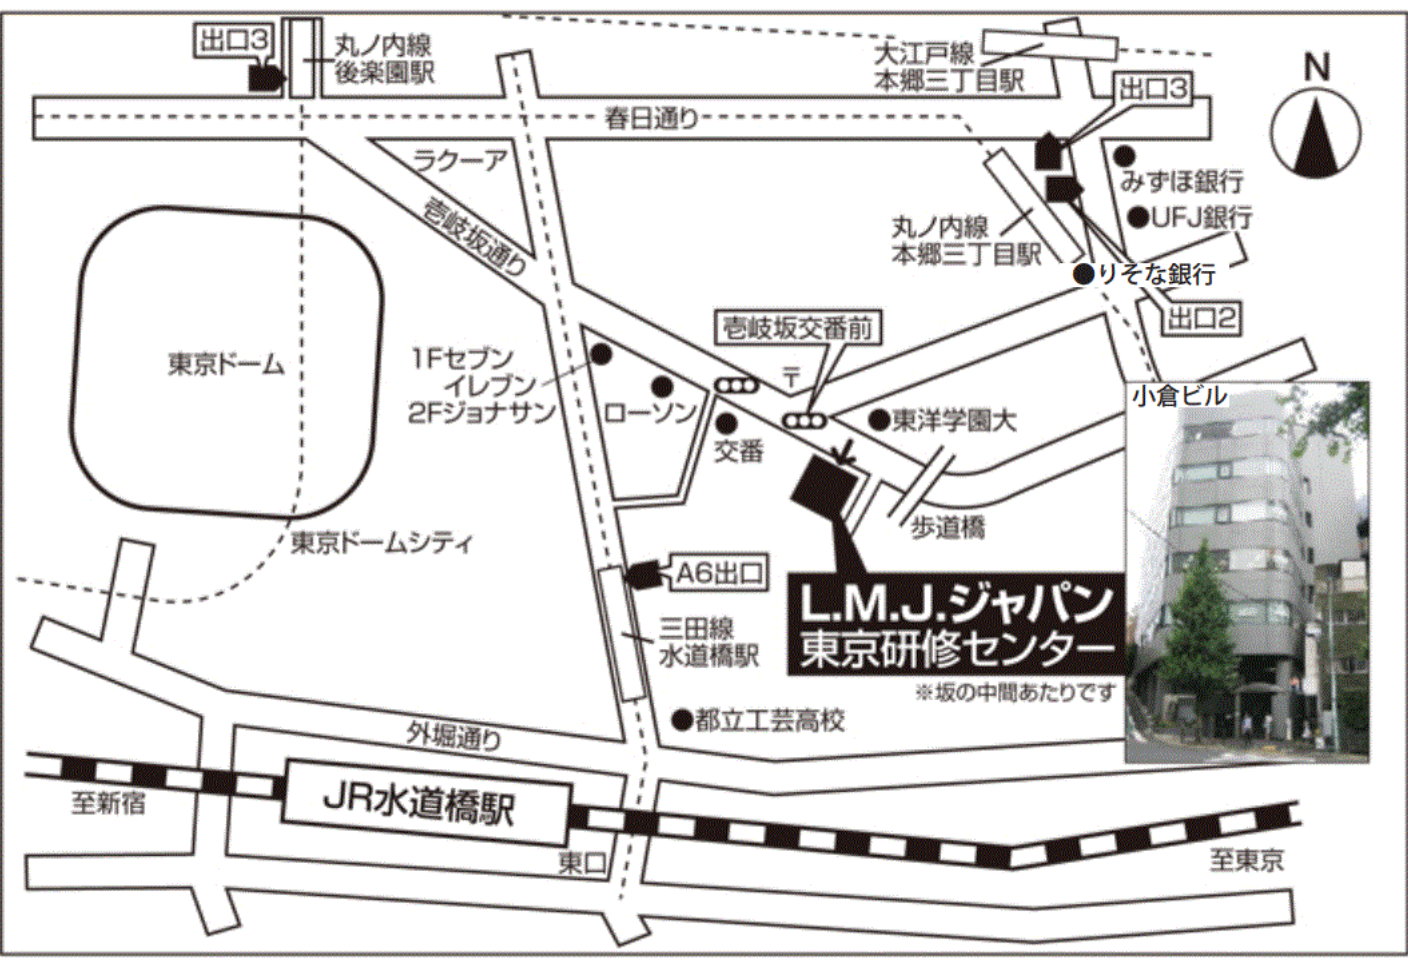 出口3
丸ノ内線
後楽園駅
大江戸線
本郷三丁目駅
出口3
N
春日通り
ラクーア
壱岐坂通り
みずほ銀行
UFJ銀行
丸ノ内線
本郷三丁目駅
りそな銀行
出口2
壱岐坂交番前
〒
東京ドーム
1Fセブン
イレブン
2Fジョナサン
ローソン
交番
東洋学園大
小倉ビル
歩道橋
東京ドームシティ
A6出口
L.M.J.ジャパン
東京研修センター
※坂の中間あたりです
三田線
水道橋駅
都立工芸高校
外堀通り
JR水道橋駅
至新宿
東口
至東京